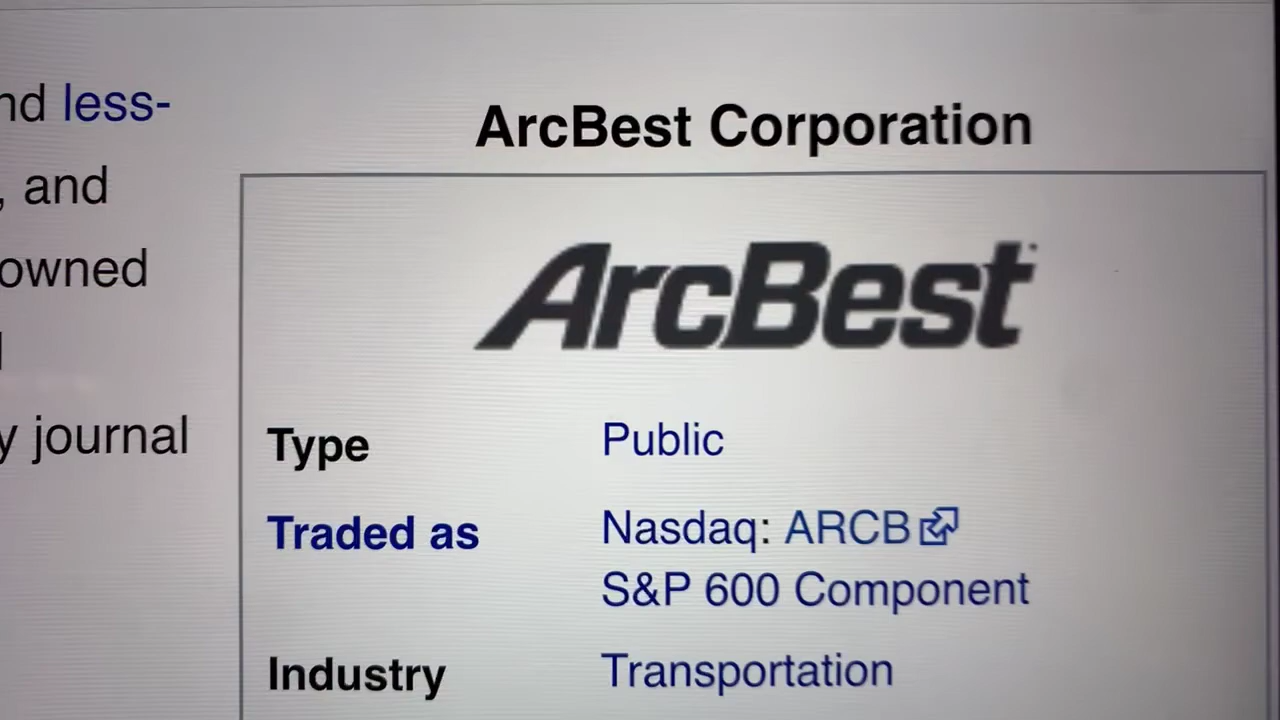 nd less-
, and
owned
y journal
ArcBest Corporation
ArcBest
Type Public
Traded as Nasdaq: ARCB
S&P 600 Component
Industry Transportation